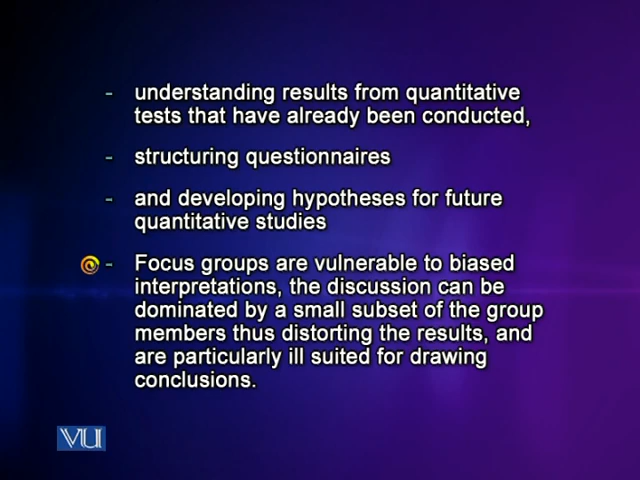 - understanding results from quantitative
tests that have already been conducted,
- structuring questionnaires
- and developing hypotheses for future
quantitative studies
- Focus groups are vulnerable to biased
interpretations, the discussion can be
dominated by a small subset of the group
members thus distorting the results, and
are particularly ill suited for drawing
conclusions.
VU